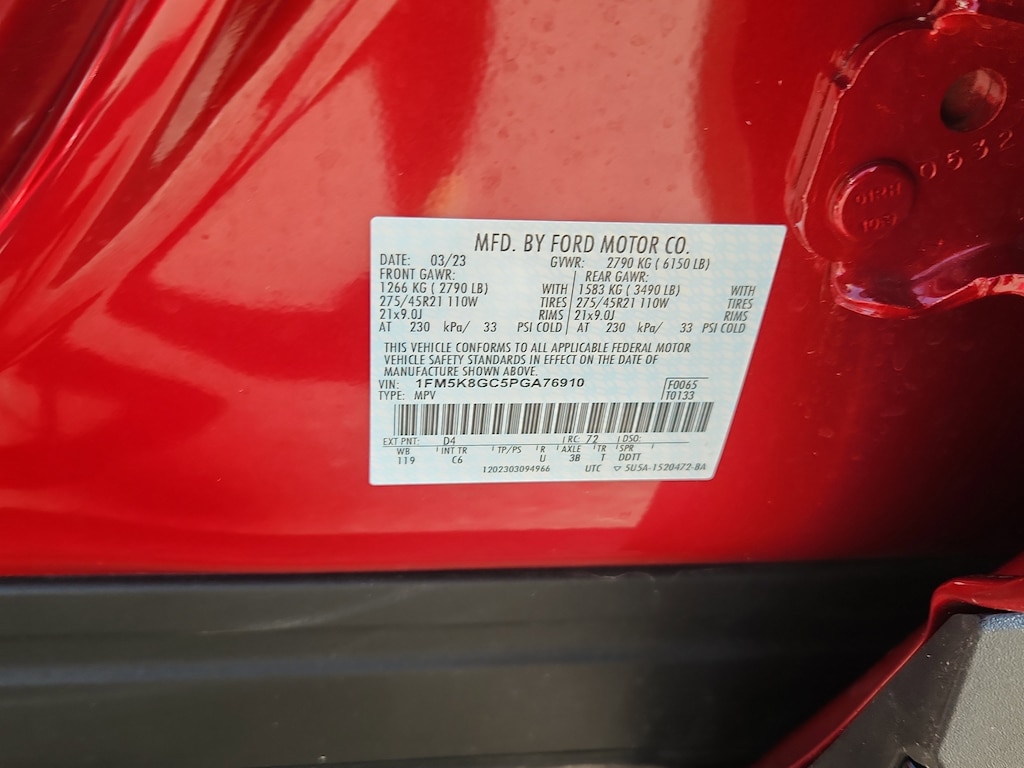 MFD. BY FORD MOTOR CO.
DATE: 03/23 GVWR: 2790 KG ( 6150 LB)
FRONT GAWR: REAR GAWR:
1266 KG ( 2790 LB) WITH 1583 KG ( 3490 LB) WITH
275/45R21 110W TIRES 275/45R21 110W TIRES
21x9.0J RIMS 21x9.0J RIMS
AT 230 kPa/ 33 PSI COLD AT 230 kPa/ 33 PSI COLD
THIS VEHICLE CONFORMS TO ALL APPLICABLE FEDERAL MOTOR
VEHICLE SAFETY STANDARDS IN EFFECT ON THE DATE OF
MANUFACTURE SHOWN ABOVE.
VIN: 1FM5K8GC5PGA76910 F0065
TYPE: MPV T0133
EXT PNT: D4 RC: 72 DSO:
WB INT TR TP/PS R AXLE TR SPR
119 C6 U 3B T DDTT
1202303094966 UTC 5U5A-1520472-BA
0532